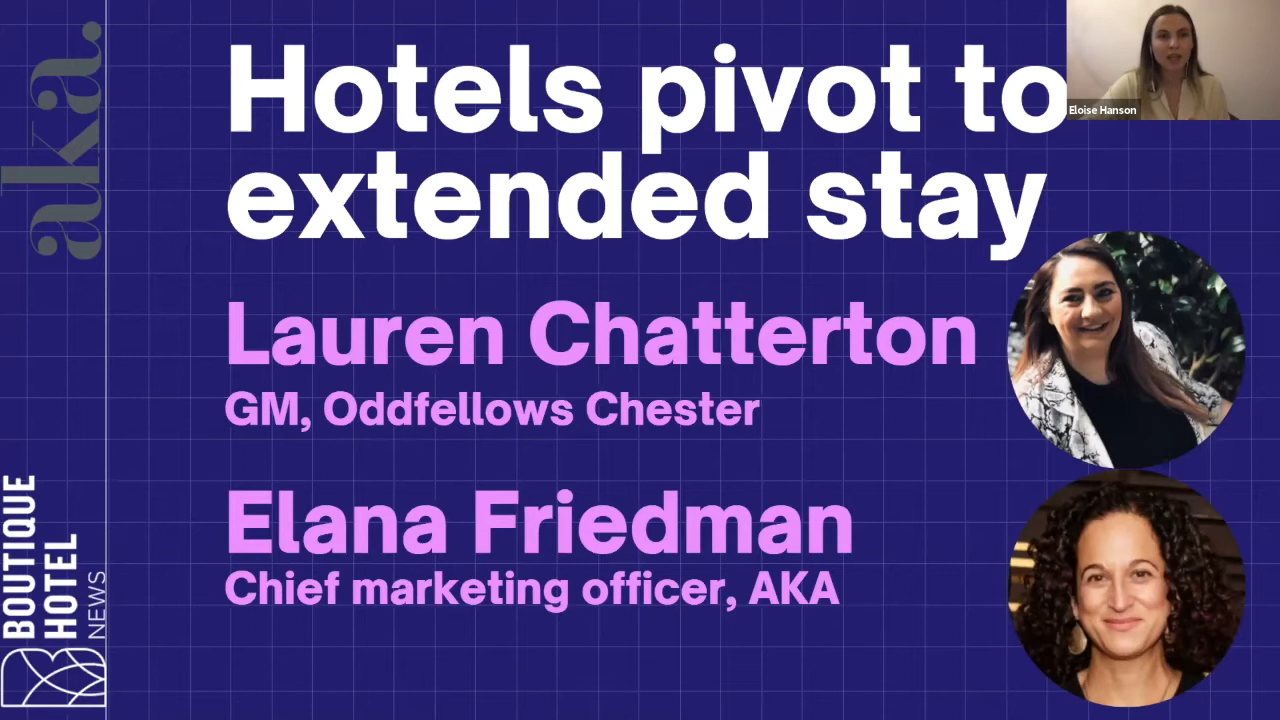 aka.
Hotels pivot to
extended stay
Eloise Hanson
Lauren Chatterton
GM, Oddfellows Chester
Elana Friedman
Chief marketing officer, AKA
BOUTIQUE
HOTEL
NEWS